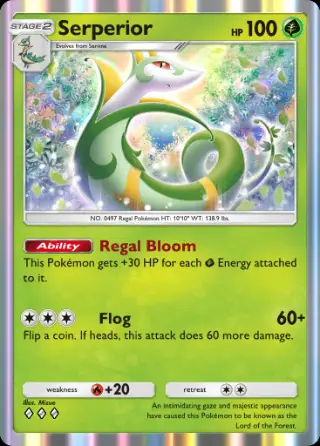 STAGE 2 Serperior HP 100
Evolves from Servine
NO. 0497 Regal Pokémon HT: 10'10" WT: 138.9 lbs.
Ability Regal Bloom
This Pokémon gets +30 HP for each Energy attached
to it.
Flog 60+
Flip a coin. If heads, this attack does 60 more damage.
weakness +20 retreat
Illus. Mizue
An intimidating gaze and majestic appearance
have caused this Pokémon to be known as the
Lord of the Forest.